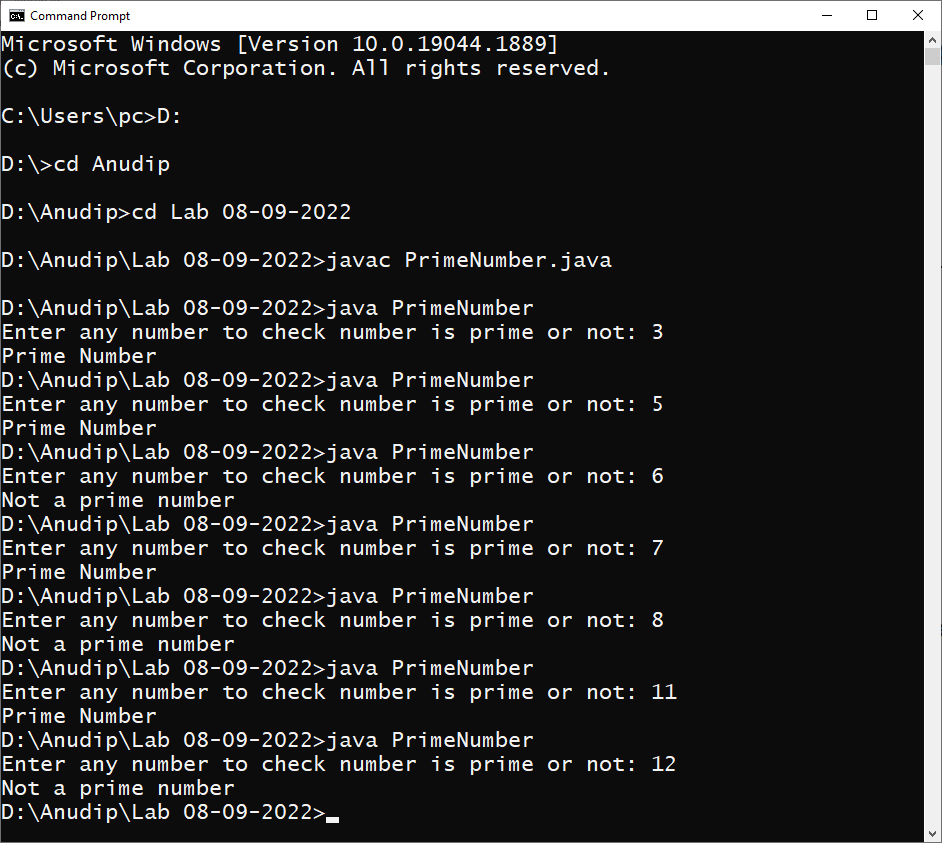 Command Prompt
Microsoft Windows [Version 10.0.19044.1889]
(c) Microsoft Corporation. All rights reserved.
C:\Users\pc>D:
D:\>cd Anudip
D:\Anudip>cd Lab 08-09-2022
D:\Anudip\Lab 08-09-2022>javac PrimeNumber.java
D:\Anudip\Lab 08-09-2022>java PrimeNumber
Enter any number to check number is prime or not: 3
Prime Number
D:\Anudip\Lab 08-09-2022>java PrimeNumber
Enter any number to check number is prime or not: 5
Prime Number
D:\Anudip\Lab 08-09-2022>java PrimeNumber
Enter any number to check number is prime or not: 6
Not a prime number
D:\Anudip\Lab 08-09-2022>java PrimeNumber
Enter any number to check number is prime or not: 7
Prime Number
D:\Anudip\Lab 08-09-2022>java PrimeNumber
Enter any number to check number is prime or not: 8
Not a prime number
D:\Anudip\Lab 08-09-2022>java PrimeNumber
Enter any number to check number is prime or not: 11
Prime Number
D:\Anudip\Lab 08-09-2022>java PrimeNumber
Enter any number to check number is prime or not: 12
Not a prime number
D:\Anudip\Lab 08-09-2022>